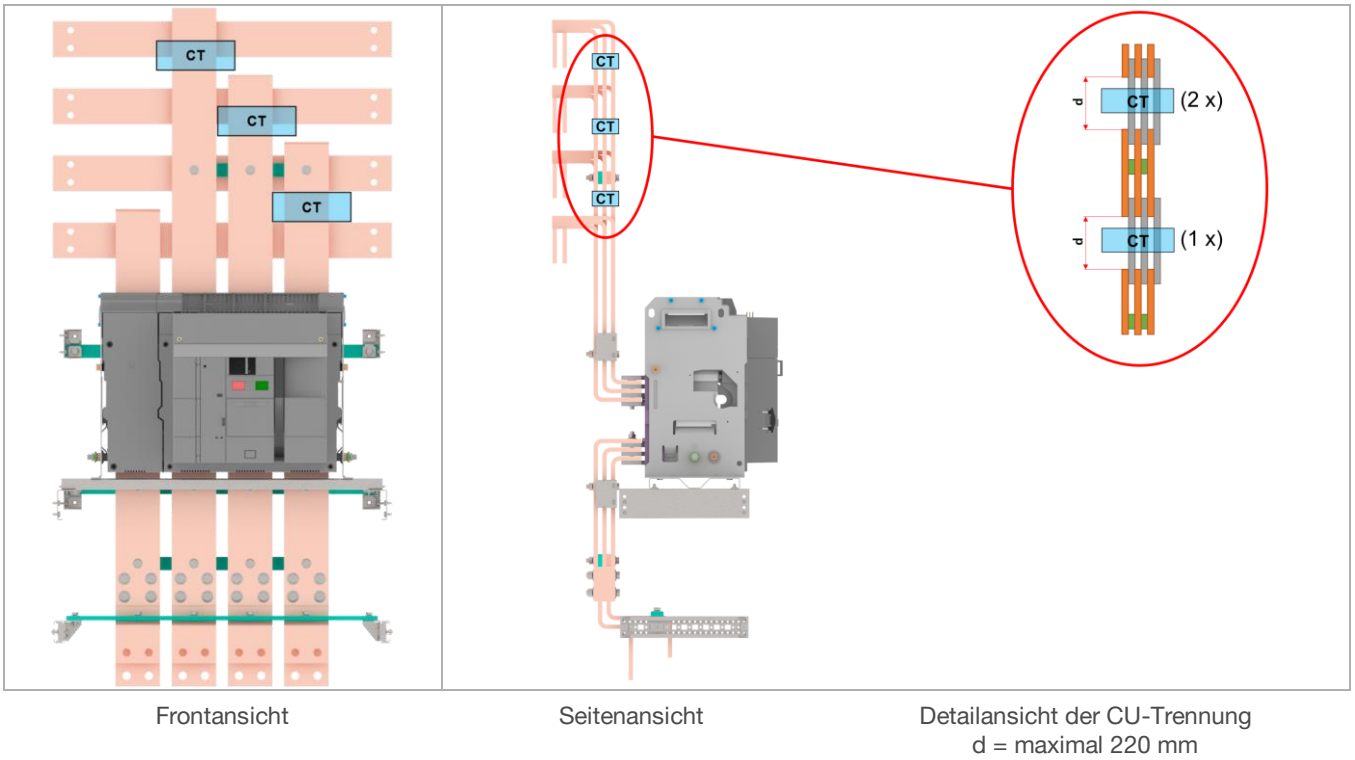 CT
CT
CT
CT
CT
CT
d
CT
(2 x)
d
CT
(1 x)
Frontansicht
Seitenansicht
Detailansicht der CU-Trennung
d = maximal 220 mm